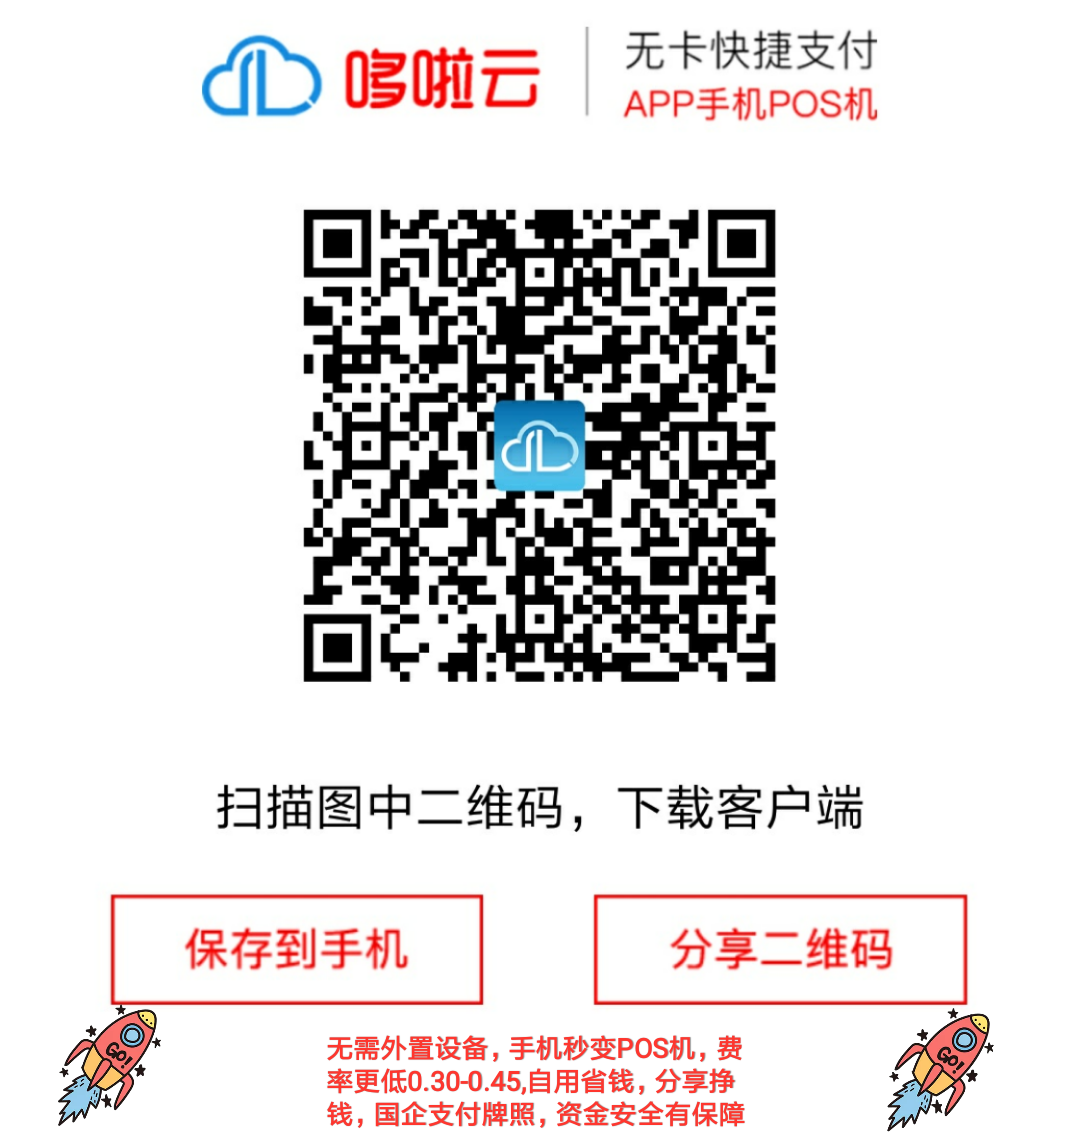 哆啦云
无卡快捷支付
APP手机POS机
扫描图中二维码，下载客户端
保存到手机
分享二维码
GO!
GO!
无需外置设备，手机秒变POS机，费
率更低0.30-0.45,自用省钱，分享挣
钱，国企支付牌照，资金安全有保障